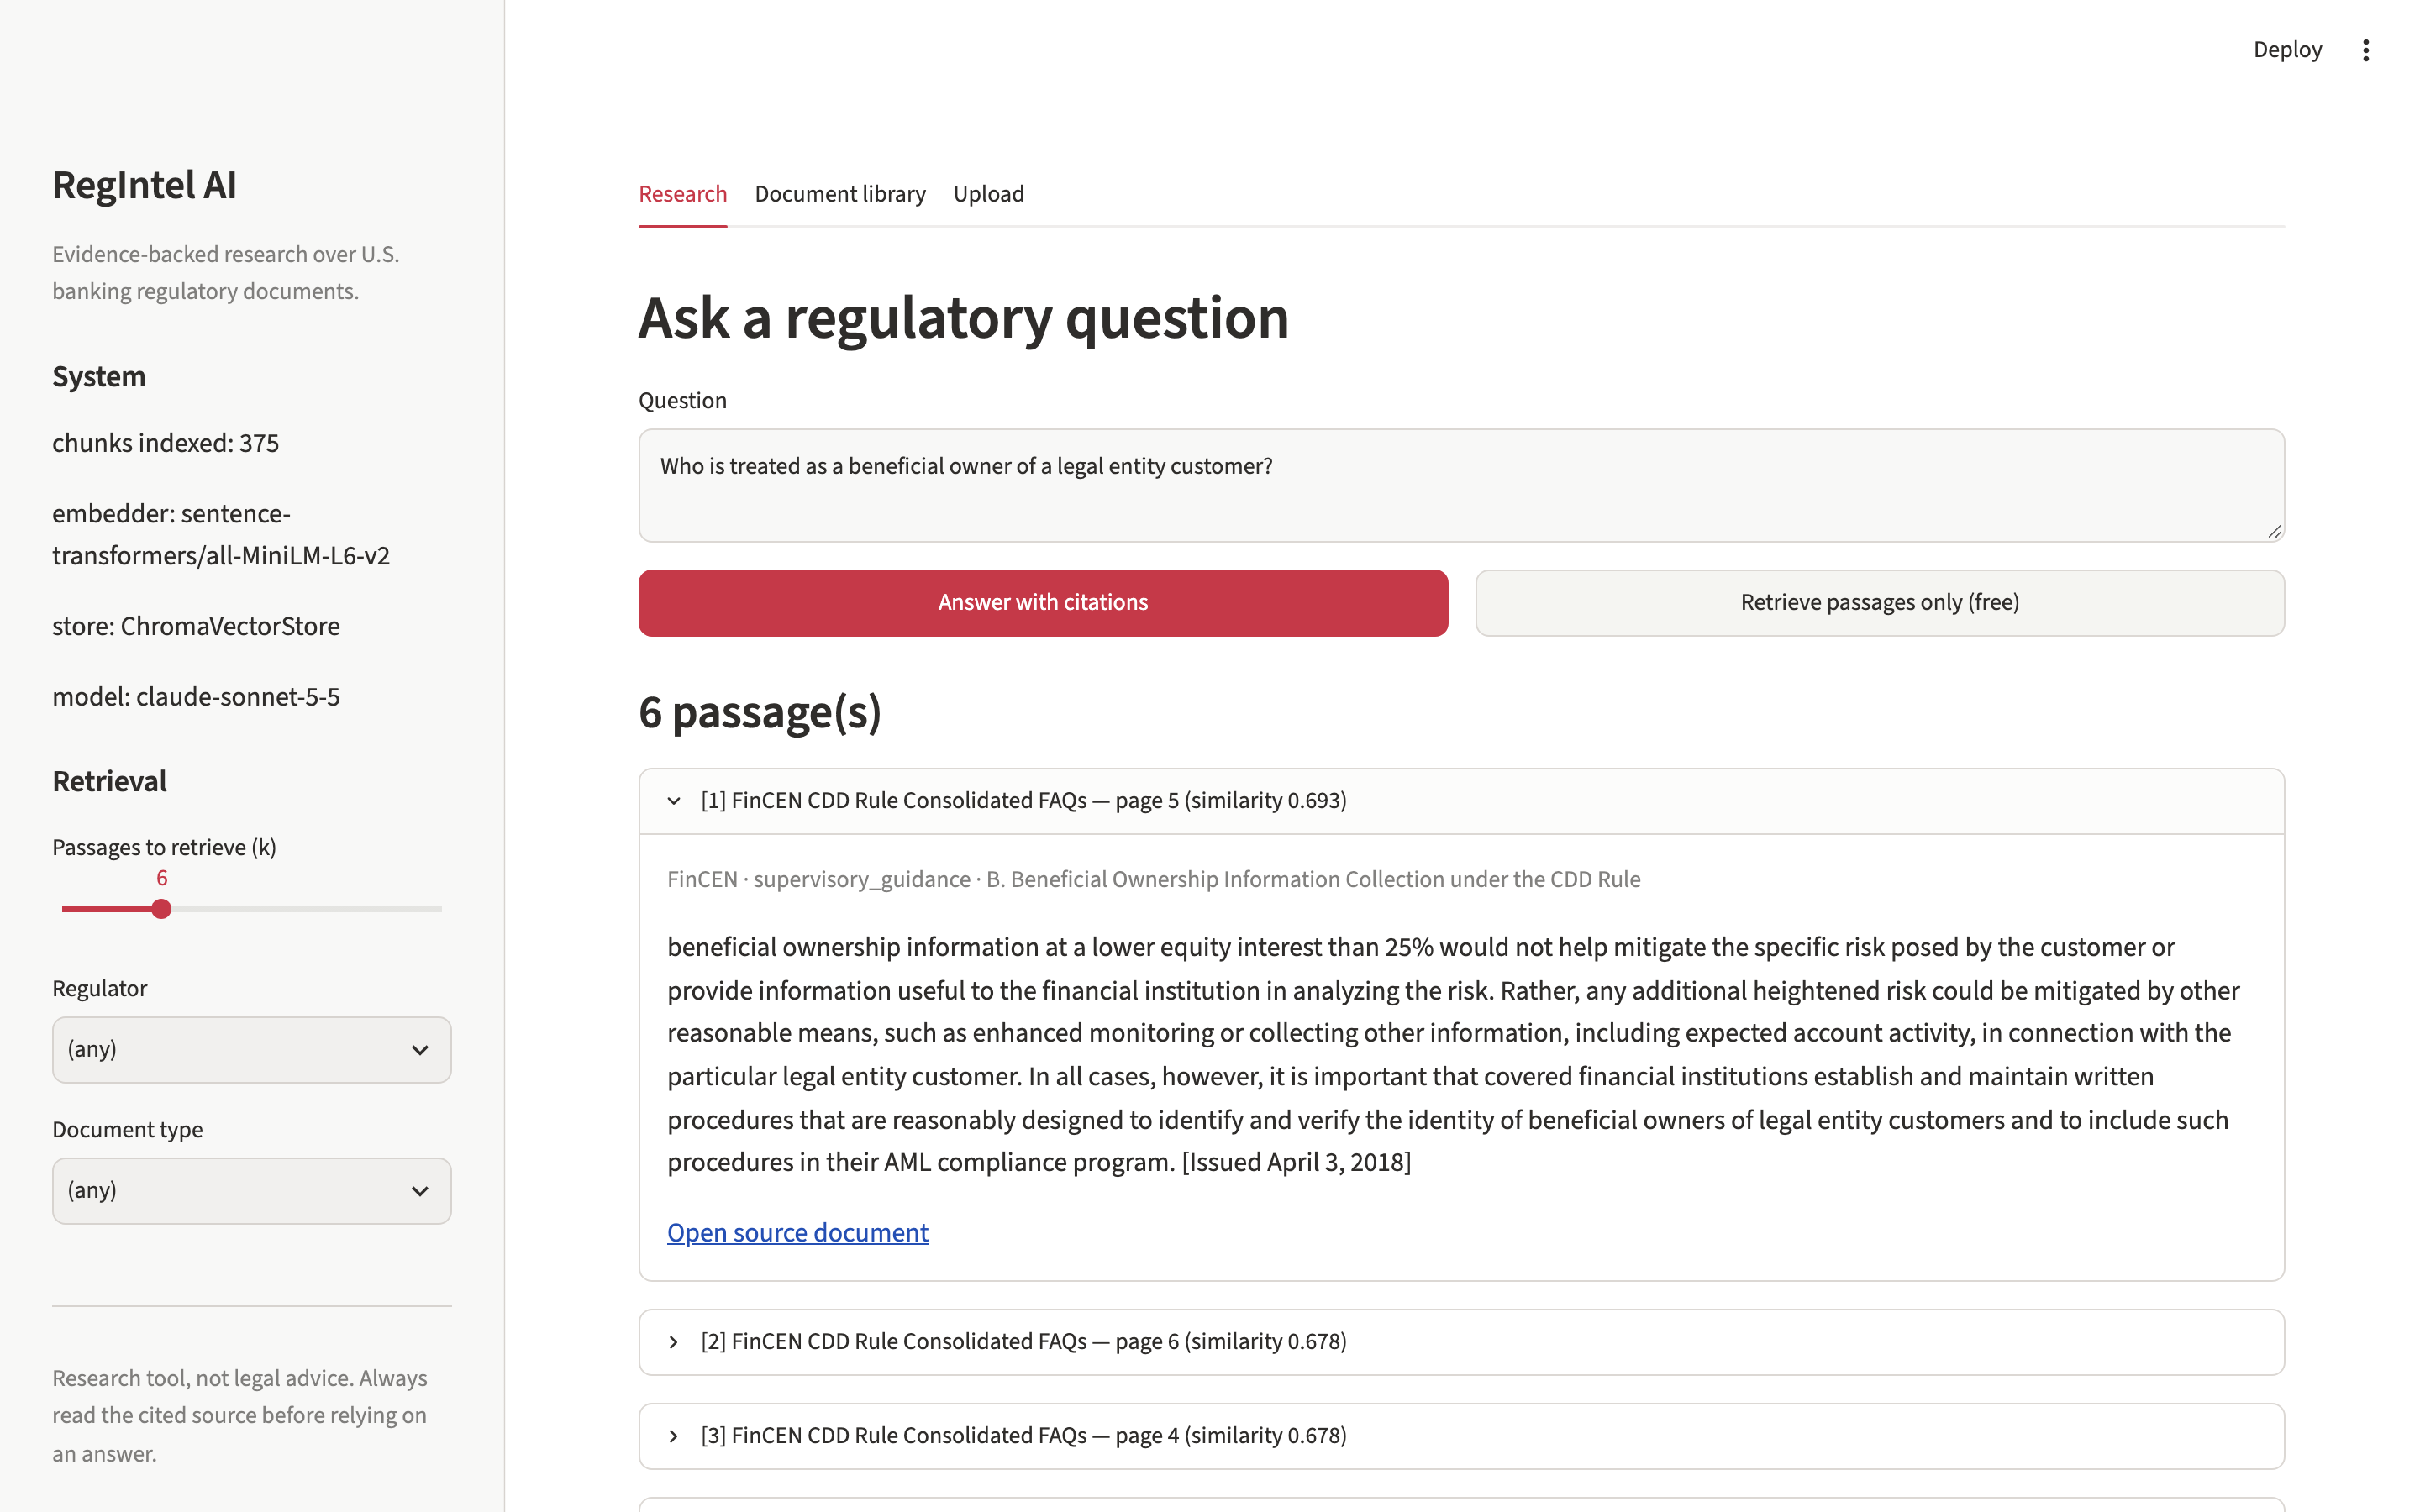 Deploy
RegIntel AI
Evidence-backed research over U.S.
banking regulatory documents.
System
chunks indexed: 375
embedder: sentence-
transformers/all-MiniLM-L6-v2
store: ChromaVectorStore
model: claude-sonnet-5-5
Retrieval
Passages to retrieve (k)
6
Regulator
(any)
Document type
(any)
Research tool, not legal advice. Always
read the cited source before relying on
an answer.
Research Document library Upload
Ask a regulatory question
Question
Who is treated as a beneficial owner of a legal entity customer?
Answer with citations Retrieve passages only (free)
6 passage(s)
[1] FinCEN CDD Rule Consolidated FAQs — page 5 (similarity 0.693)
FinCEN · supervisory_guidance · B. Beneficial Ownership Information Collection under the CDD Rule
beneficial ownership information at a lower equity interest than 25% would not help mitigate the specific risk posed by the customer or
provide information useful to the financial institution in analyzing the risk. Rather, any additional heightened risk could be mitigated by other
reasonable means, such as enhanced monitoring or collecting other information, including expected account activity, in connection with the
particular legal entity customer. In all cases, however, it is important that covered financial institutions establish and maintain written
procedures that are reasonably designed to identify and verify the identity of beneficial owners of legal entity customers and to include such
procedures in their AML compliance program. [Issued April 3, 2018]
Open source document
[2] FinCEN CDD Rule Consolidated FAQs — page 6 (similarity 0.678)
[3] FinCEN CDD Rule Consolidated FAQs — page 4 (similarity 0.678)